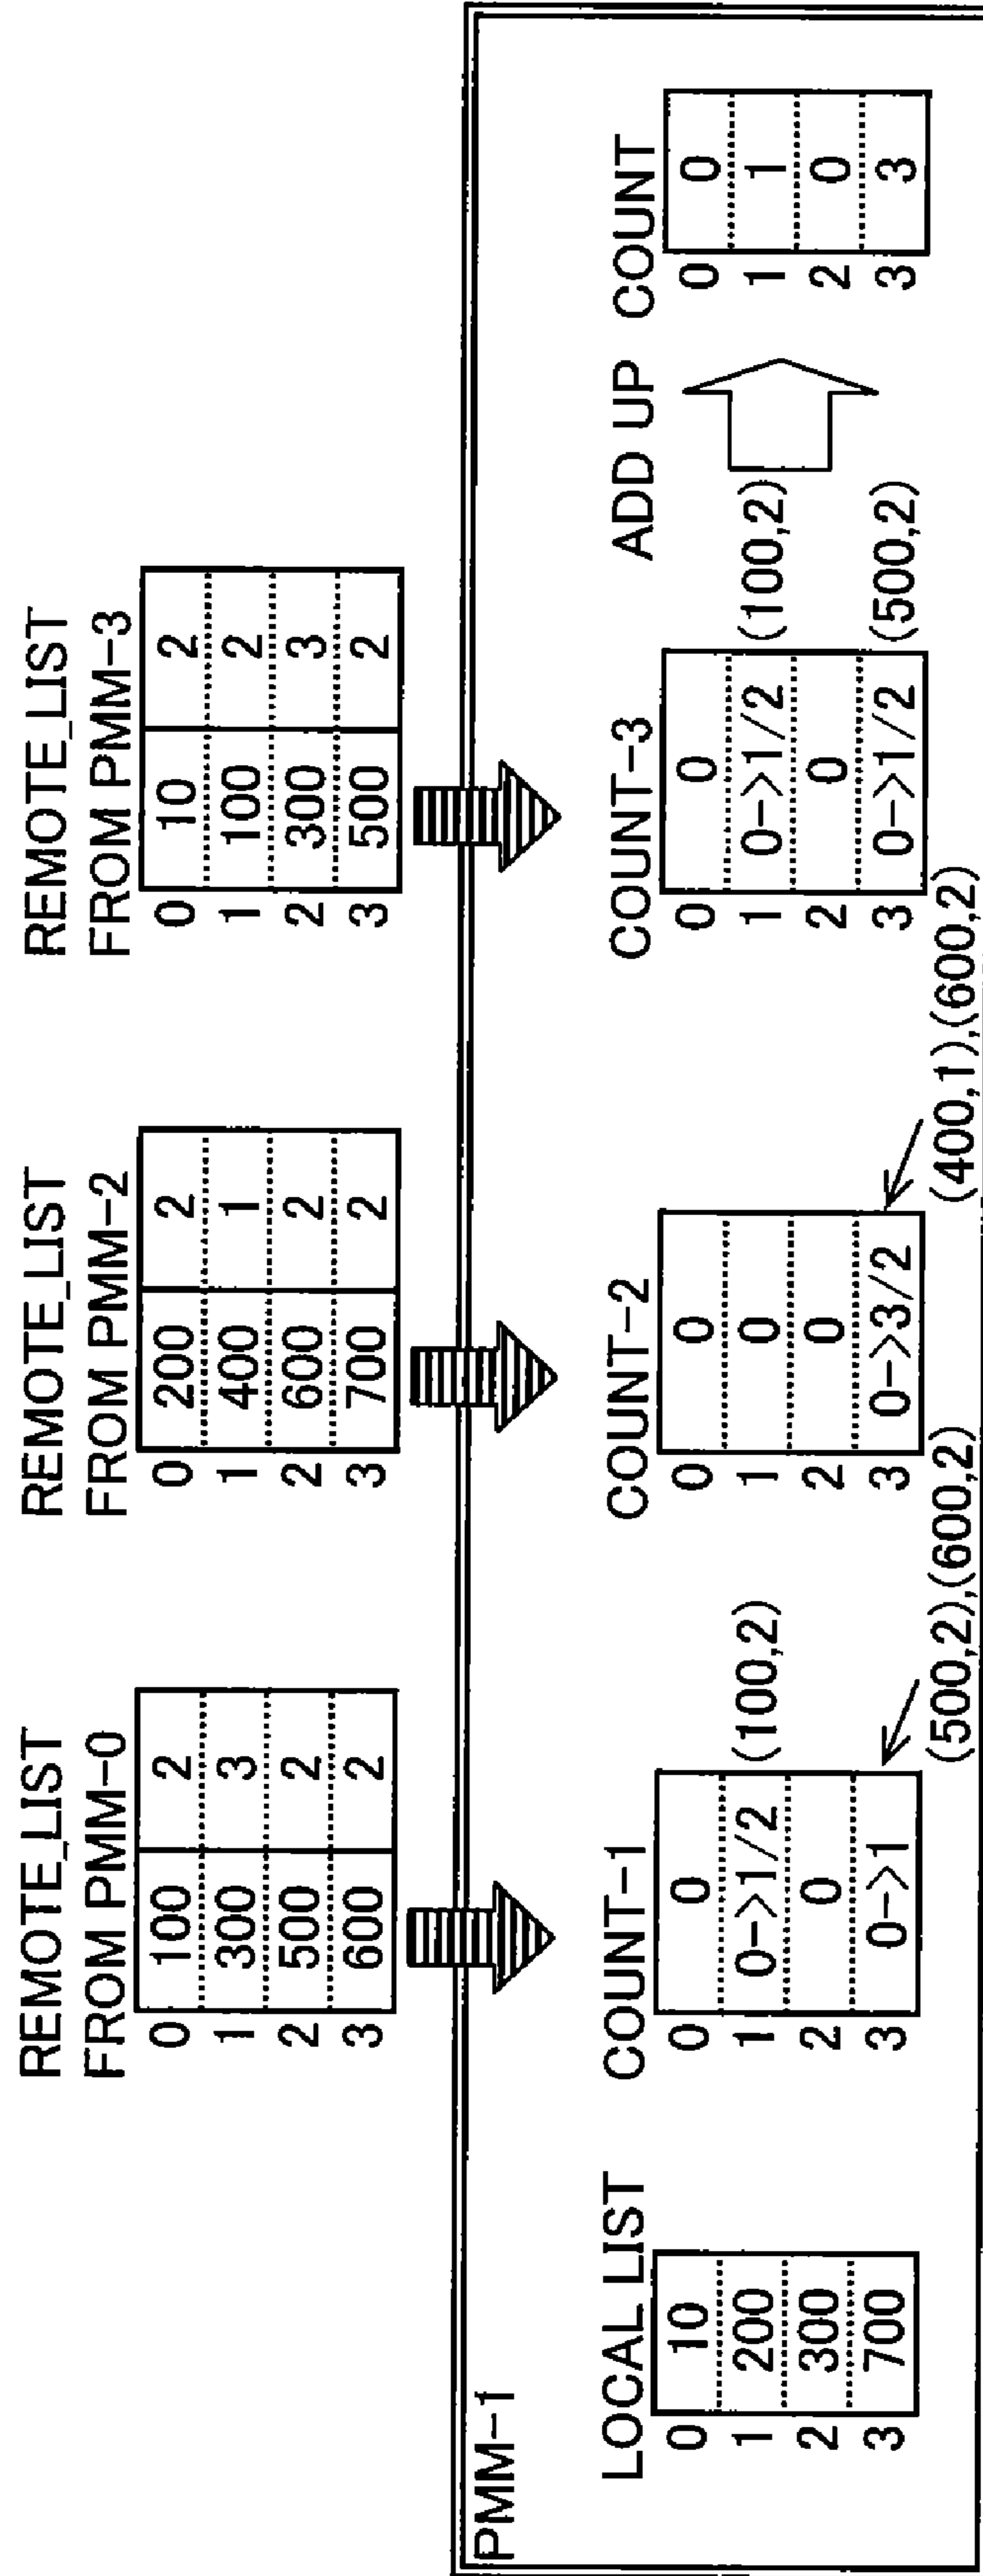 REMOTE_LIST
FROM PMM-0
0 100 2
1 300 3
2 500 2
3 600 2
REMOTE_LIST
FROM PMM-2
0 200 2
1 400 1
2 600 2
3 700 2
REMOTE_LIST
FROM PMM-3
0 10 2
1 100 2
2 300 3
3 500 2
PMM-1
LOCAL LIST
0 10
1 200
2 300
3 700
COUNT-1
0 0
1 0->1/2 (100,2)
2 0
3 0->1
(500,2),(600,2)
COUNT-2
0 0
1 0
2 0
3 0->3/2
(400,1),(600,2)
COUNT-3
0 0
1 0->1/2 (100,2)
2 0
3 0->1/2 (500,2)
ADD UP
COUNT
0 0
1 1
2 0
3 3